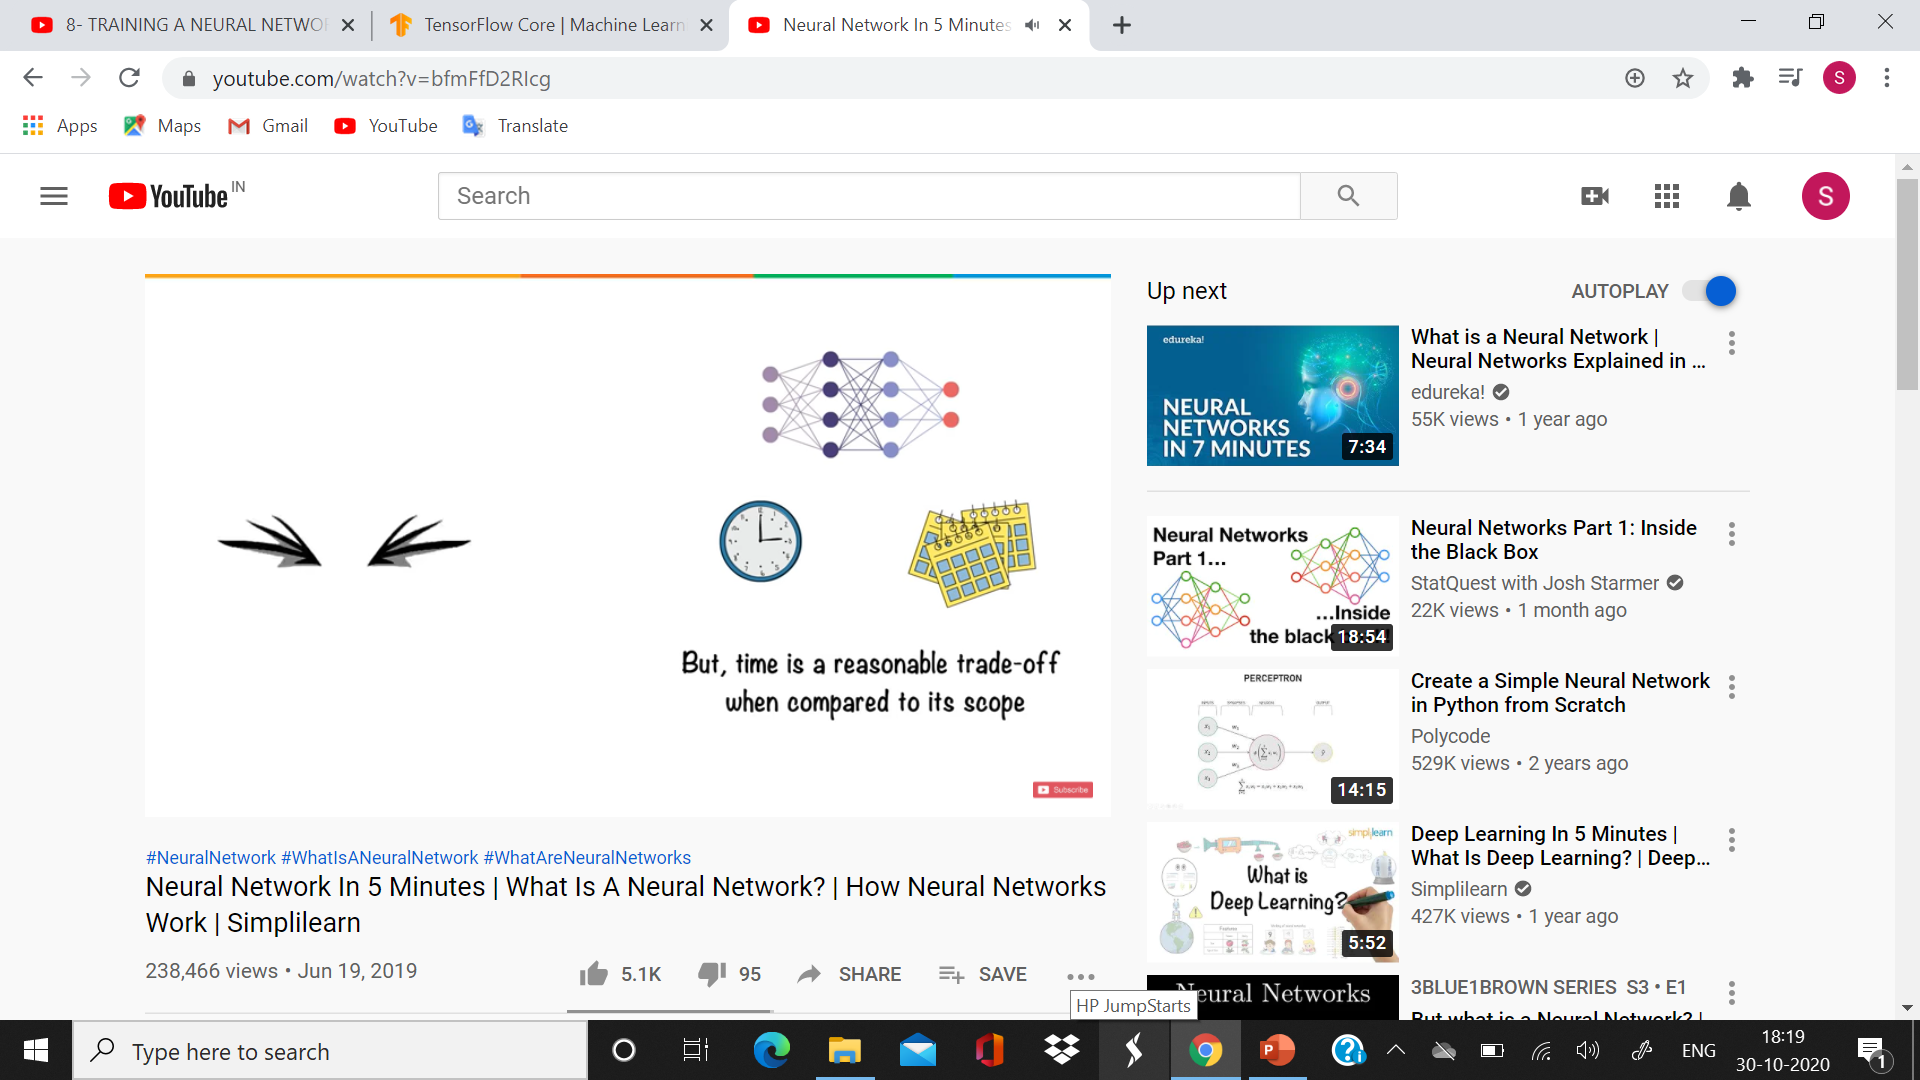 8- TRAINING A NEURAL NETWO
TensorFlow Core | Machine Learn
Neural Network In 5 Minutes
youtube.com/watch?v=bfmFfD2RIcg
S
Apps
Maps
Gmail
YouTube
Translate
YouTube IN
Search
S
But, time is a reasonable trade-off
when compared to its scope
Subscribe
#NeuralNetwork #WhatIsANeuralNetwork #WhatAreNeuralNetworks
Neural Network In 5 Minutes | What Is A Neural Network? | How Neural Networks
Work | Simplilearn
238,466 views • Jun 19, 2019
5.1K
95
SHARE
SAVE
HP JumpStarts
Up next
AUTOPLAY
edureka!
NEURAL
NETWORKS
IN 7 MINUTES
7:34
What is a Neural Network |
Neural Networks Explained in ...
edureka!
55K views • 1 year ago
Neural Networks
Part 1...
...Inside
the black
18:54
Neural Networks Part 1: Inside
the Black Box
StatQuest with Josh Starmer
22K views • 1 month ago
PERCEPTRON
14:15
Create a Simple Neural Network
in Python from Scratch
Polycode
529K views • 2 years ago
simplilearn
What is
Deep Learning?
5:52
Deep Learning In 5 Minutes |
What Is Deep Learning? | Deep...
Simplilearn
427K views • 1 year ago
Neural Networks
3BLUE1BROWN SERIES S3 • E1
But what is a Neural Network? |
Type here to search
ENG
18:19
30-10-2020
1